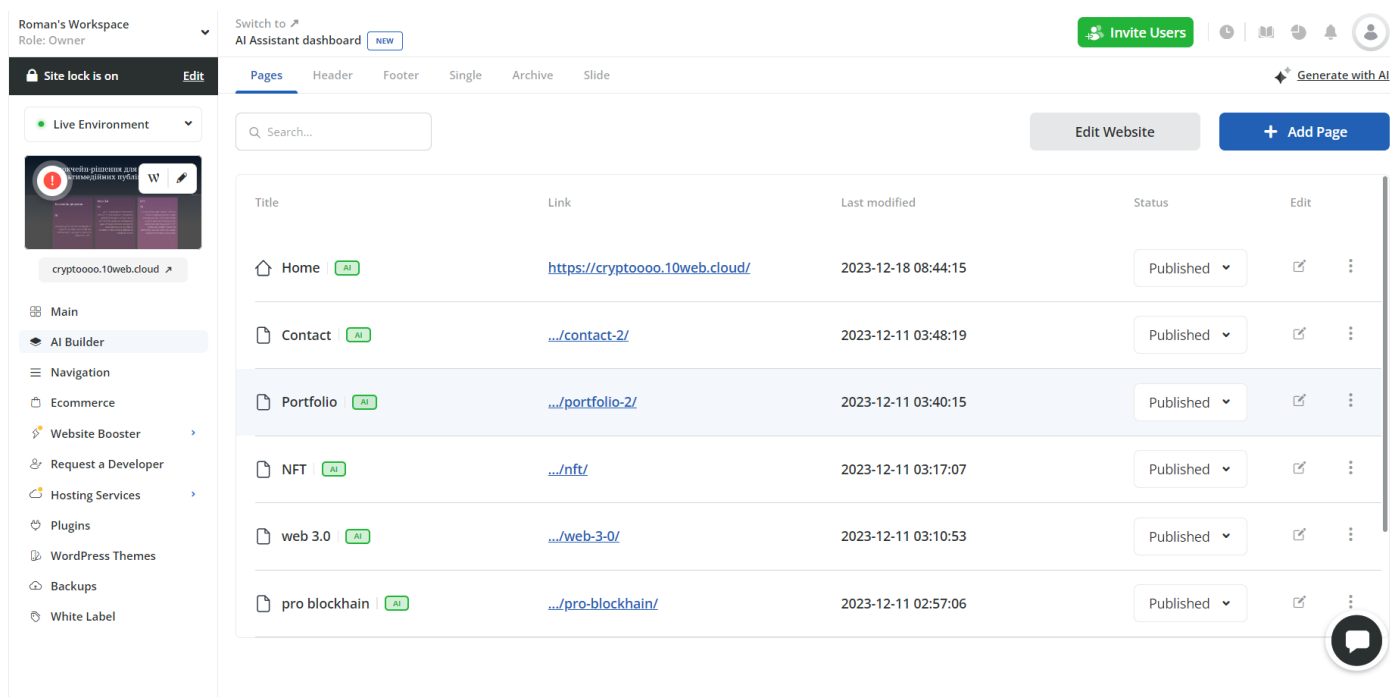 Roman's Workspace
Role: Owner
Switch to ↗
AI Assistant dashboard NEW
Invite Users
Site lock is on Edit
Pages Header Footer Single Archive Slide
Generate with AI
Live Environment
Search...
Edit Website
+ Add Page
рішення для
W
cryptoooo.10web.cloud ↗
Main
AI Builder
Navigation
Ecommerce
Website Booster
Request a Developer
Hosting Services
Plugins
WordPress Themes
Backups
White Label
Title Link Last modified Status Edit
Home AI https://cryptoooo.10web.cloud/ 2023-12-18 08:44:15 Published
Contact AI .../contact-2/ 2023-12-11 03:48:19 Published
Portfolio AI .../portfolio-2/ 2023-12-11 03:40:15 Published
NFT AI .../nft/ 2023-12-11 03:17:07 Published
web 3.0 AI .../web-3-0/ 2023-12-11 03:10:53 Published
pro blockhain AI .../pro-blockhain/ 2023-12-11 02:57:06 Published